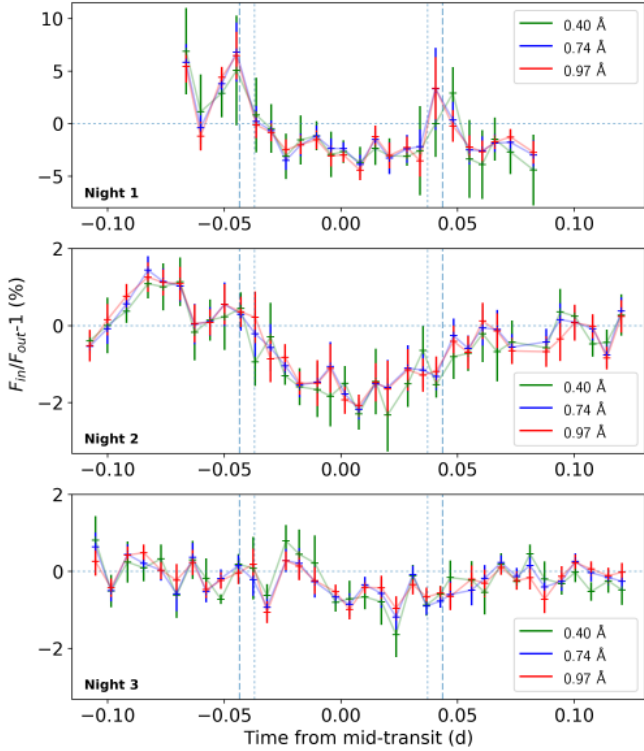 10
5
0
−5
0.40 Å
0.74 Å
0.97 Å
Night 1
−0.10 −0.05 0.00 0.05 0.10
2
0
−2
F_in/F_out-1 (%)
0.40 Å
0.74 Å
0.97 Å
Night 2
−0.10 −0.05 0.00 0.05 0.10
2
0
−2
0.40 Å
0.74 Å
0.97 Å
Night 3
−0.10 −0.05 0.00 0.05 0.10
Time from mid-transit (d)